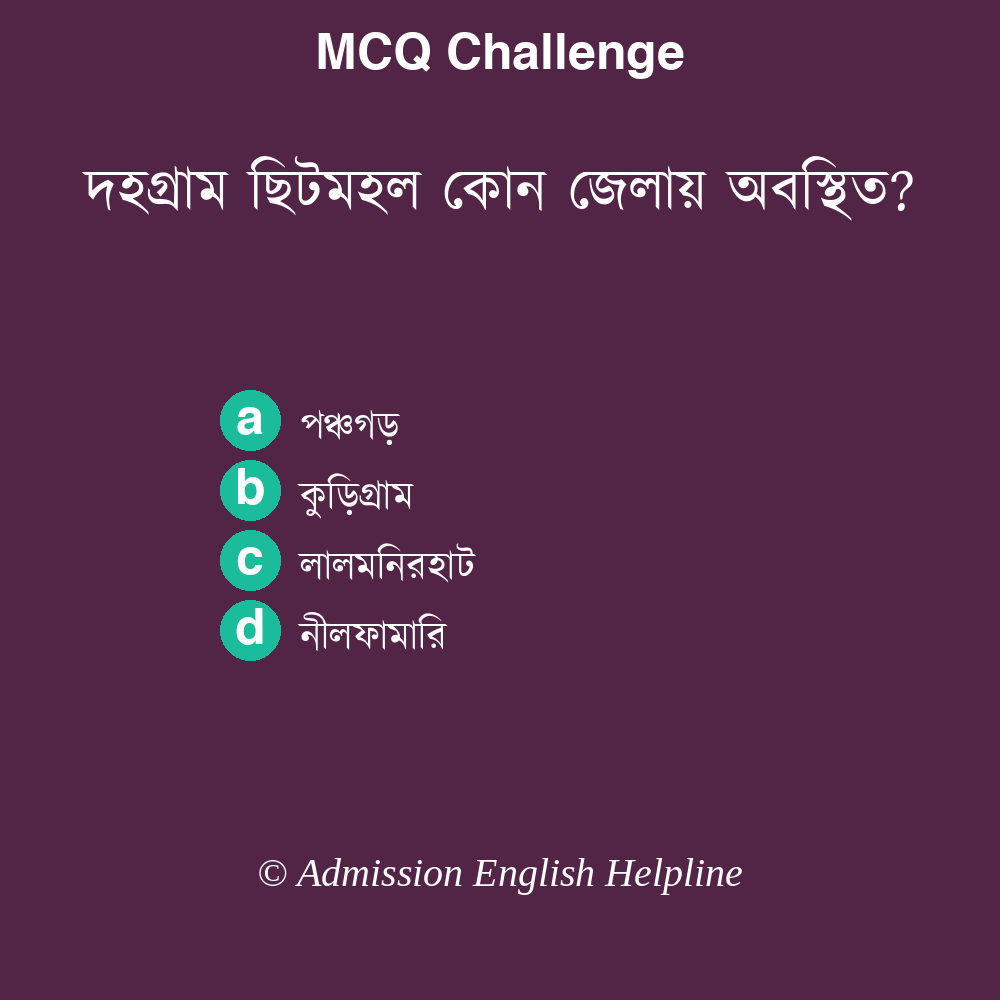 MCQ Challenge
দহগ্রাম ছিটমহল কোন জেলায় অবস্থিত?
a পঞ্চগড়
b কুড়িগ্রাম
c লালমনিরহাট
d নীলফামারি
© Admission English Helpline